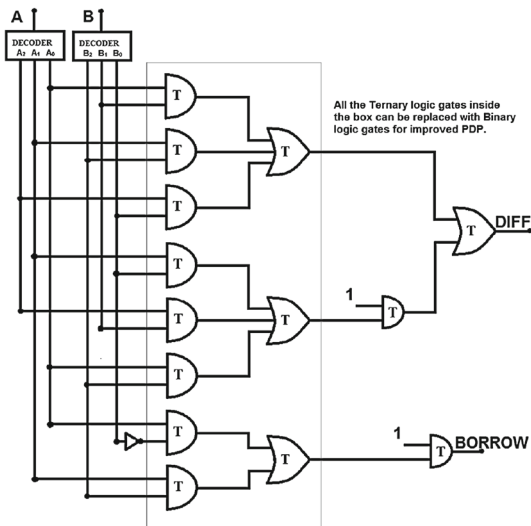 A B
DECODER DECODER
A2 A1 A0 B2 B1 B0
T
T
T
T
All the Ternary logic gates inside
the box can be replaced with Binary
logic gates for improved PDP.
T
DIFF
T
1
T
T
T
T
T
1
T
T
BORROW
T